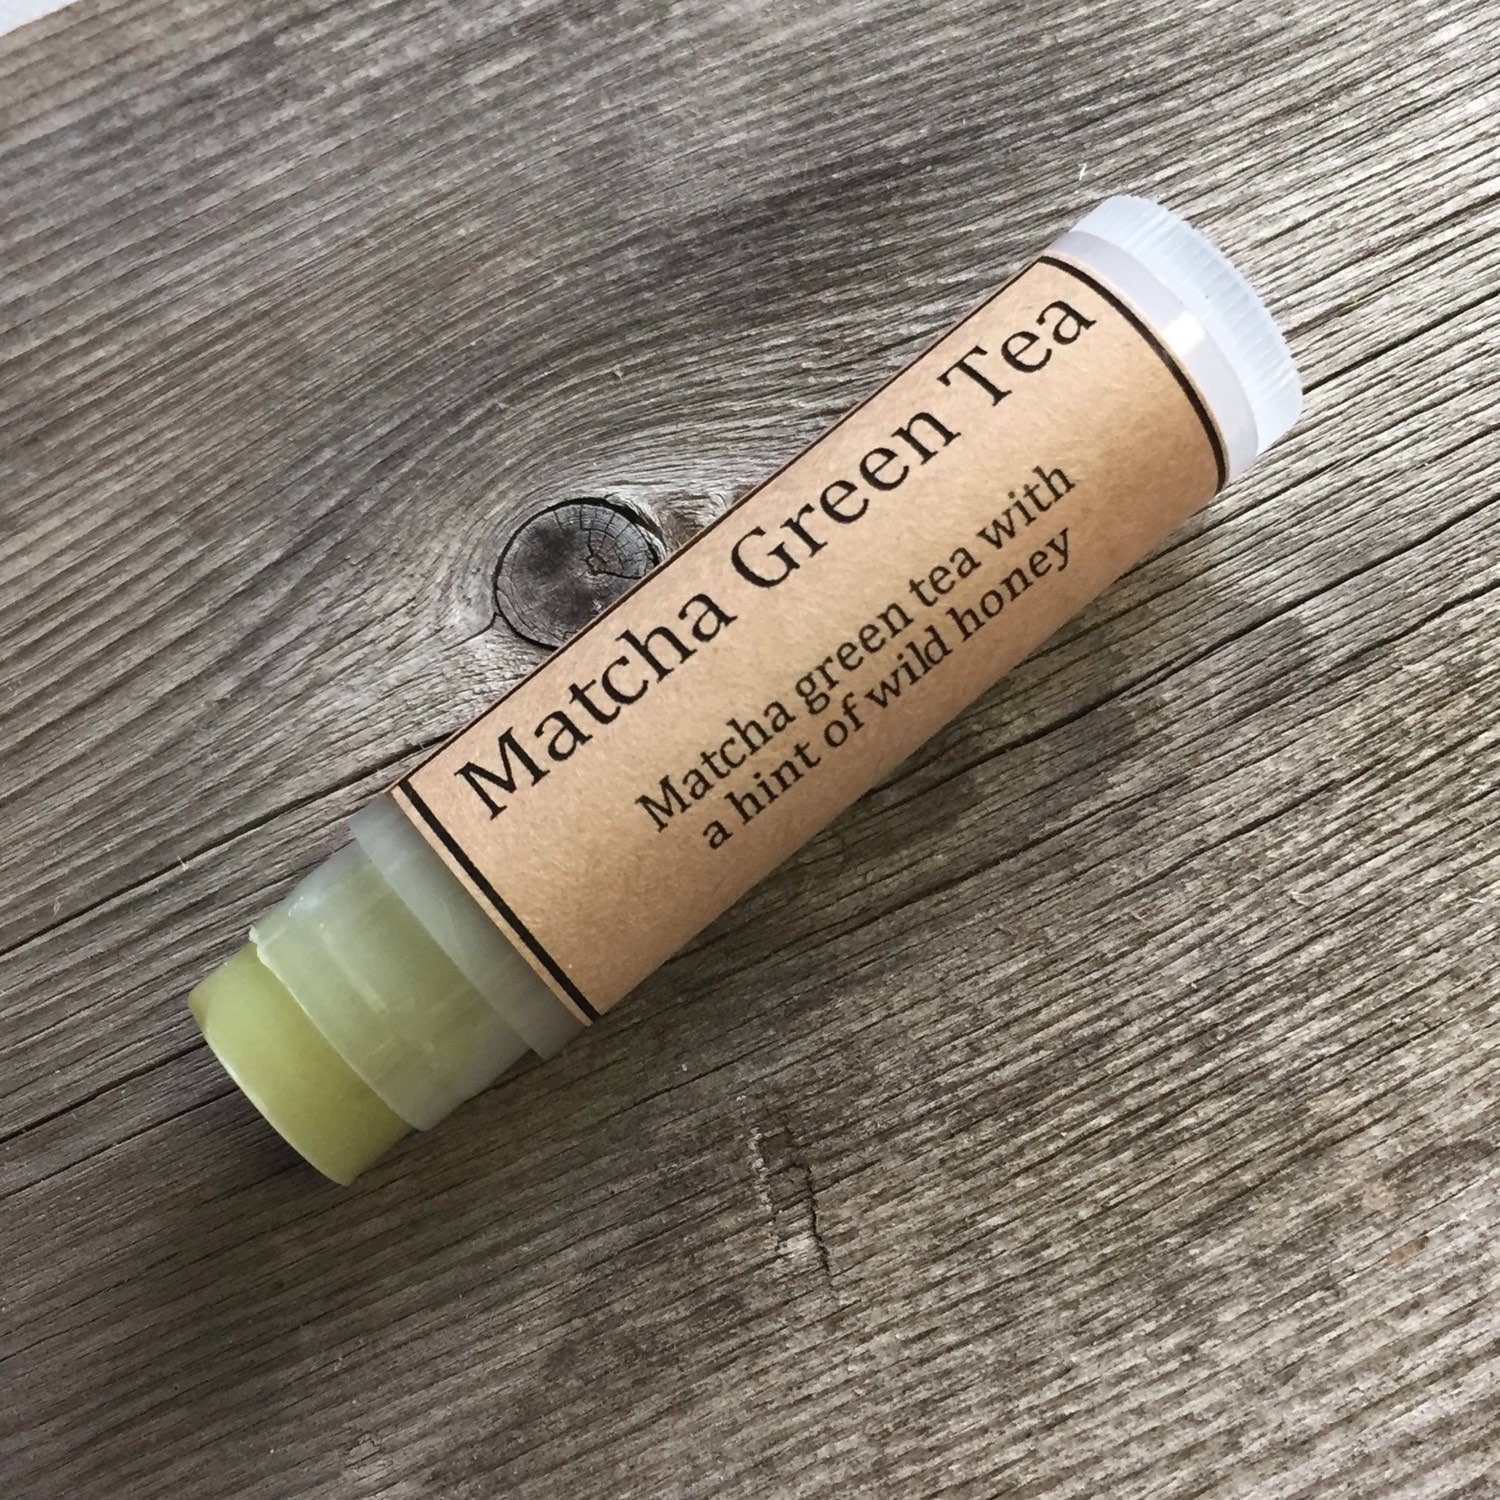 Matcha Green Tea
Matcha green tea with
a hint of wild honey